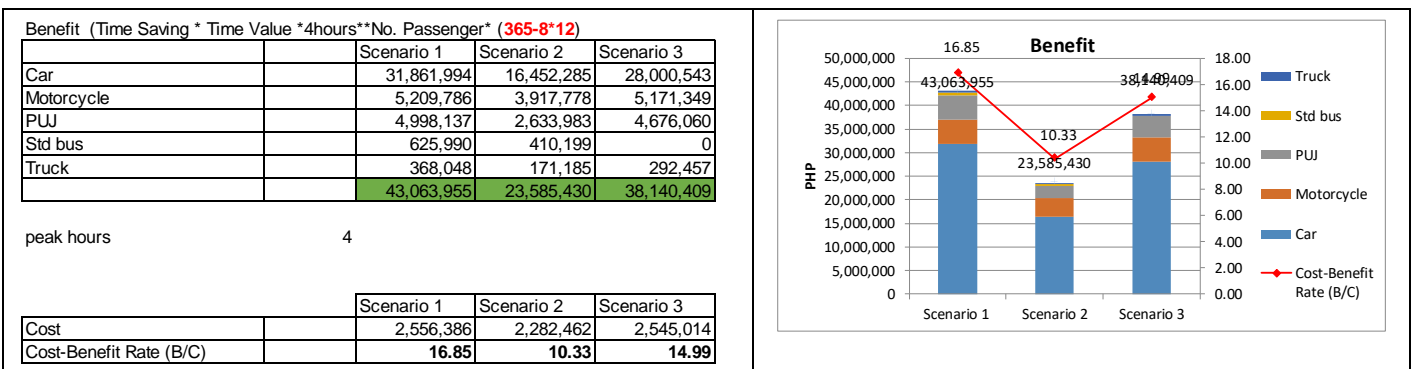 Benefit (Time Saving * Time Value *4hours**No. Passenger* (365-8*12)
Scenario 1 Scenario 2 Scenario 3
Car 31,861,994 16,452,285 28,000,543
Motorcycle 5,209,786 3,917,778 5,171,349
PUJ 4,998,137 2,633,983 4,676,060
Std bus 625,990 410,199 0
Truck 368,048 171,185 292,457
43,063,955 23,585,430 38,140,409
peak hours 4
Scenario 1 Scenario 2 Scenario 3
Cost 2,556,386 2,282,462 2,545,014
Cost-Benefit Rate (B/C) 16.85 10.33 14.99
Benefit
PHP
50,000,000
45,000,000
40,000,000
35,000,000
30,000,000
25,000,000
20,000,000
15,000,000
10,000,000
5,000,000
0
16.85
43,063,955
10.33
23,585,430
14.99
38,140,409
18.00
16.00
14.00
12.00
10.00
8.00
6.00
4.00
2.00
0.00
Scenario 1 Scenario 2 Scenario 3
Truck
Std bus
PUJ
Motorcycle
Car
Cost-Benefit
Rate (B/C)